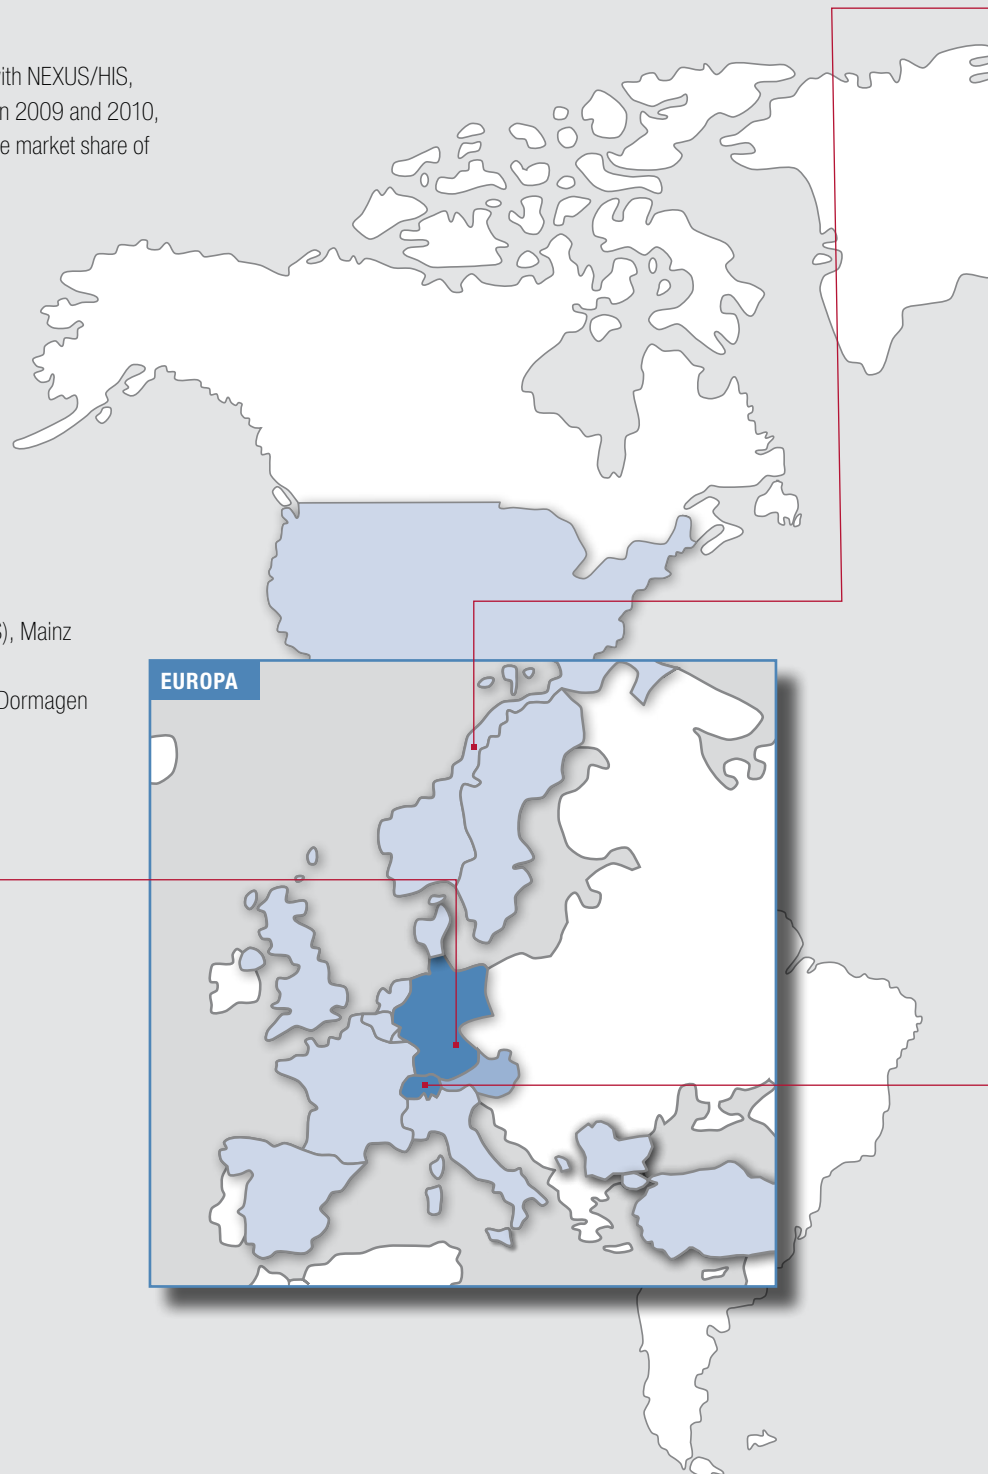 ith NEXUS/HIS,
n 2009 and 2010,
e market share of
), Mainz
Dormagen
EUROPA